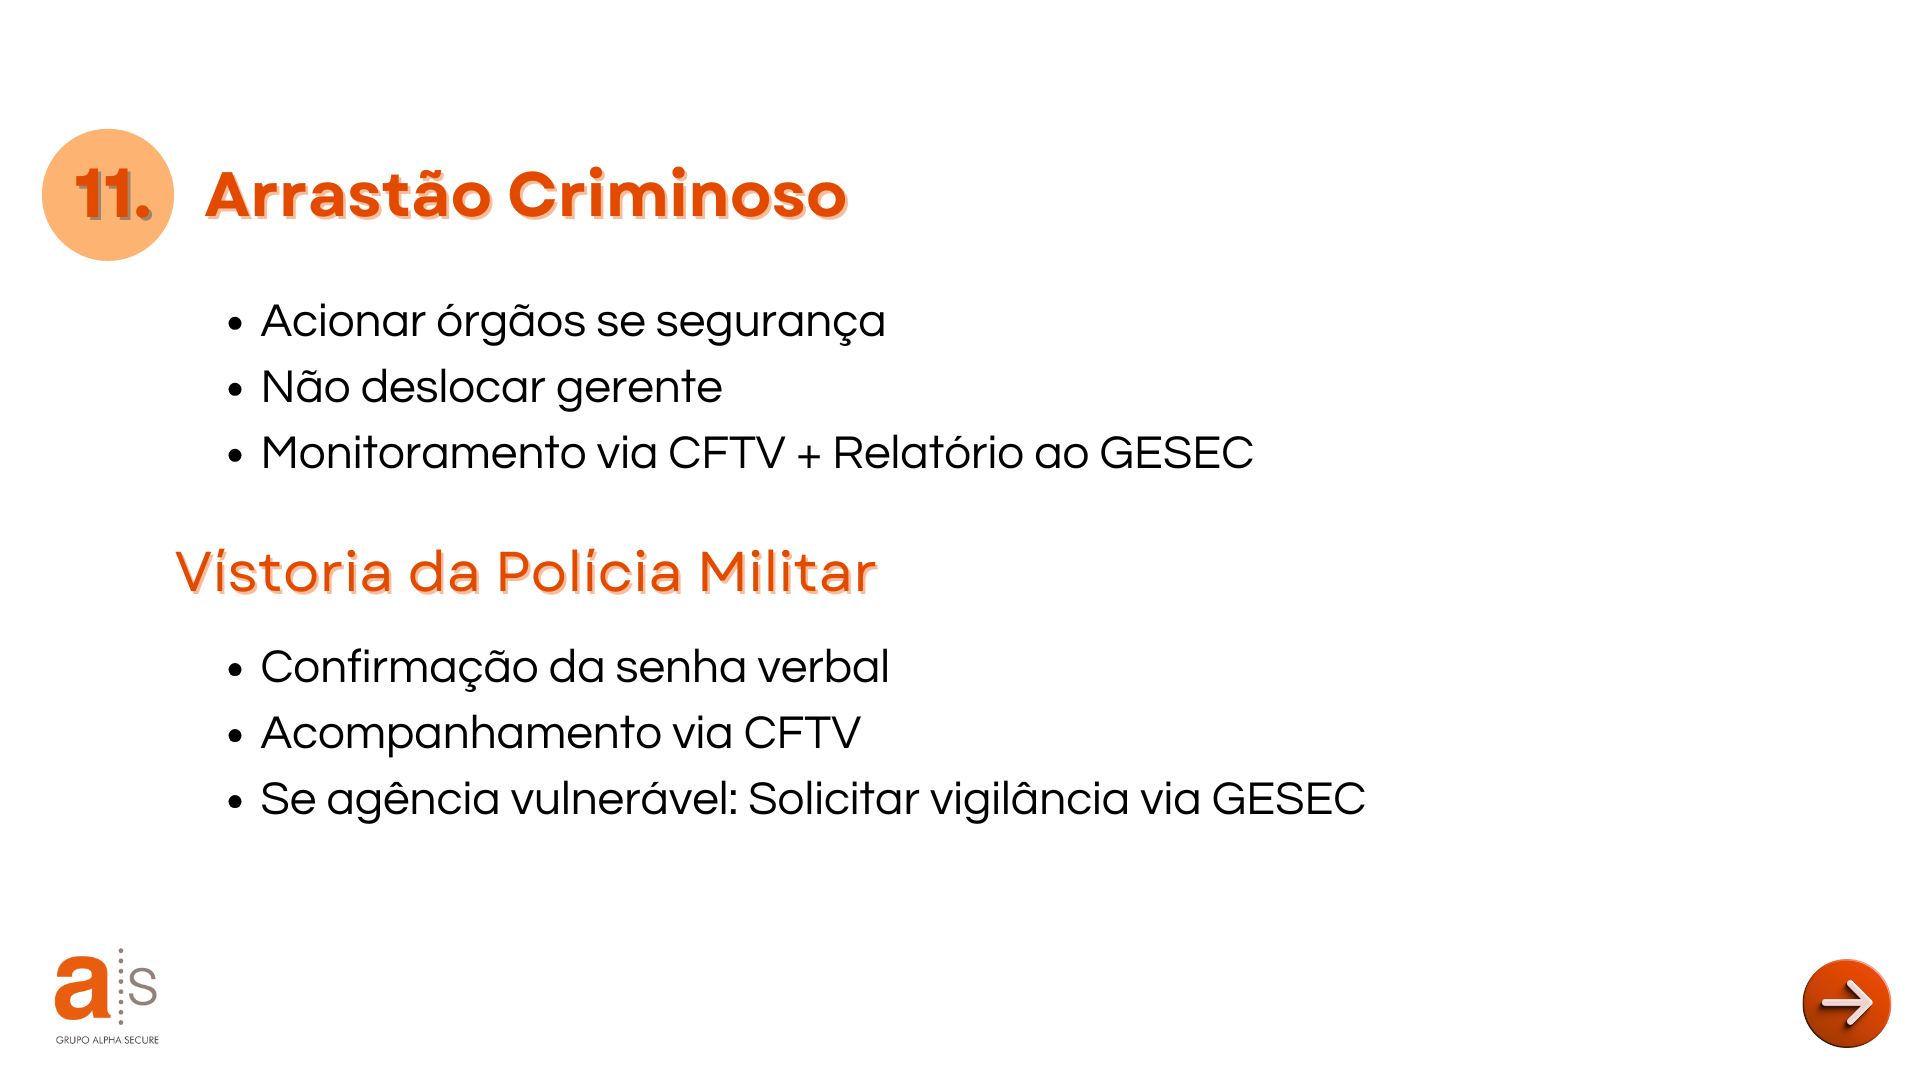 11. Arrastão Criminoso
• Acionar órgãos se segurança
• Não deslocar gerente
• Monitoramento via CFTV + Relatório ao GESEC
Vístoria da Polícia Militar
• Confirmação da senha verbal
• Acompanhamento via CFTV
• Se agência vulnerável: Solicitar vigilância via GESEC
a s
GRUPO ALPHA SECURE